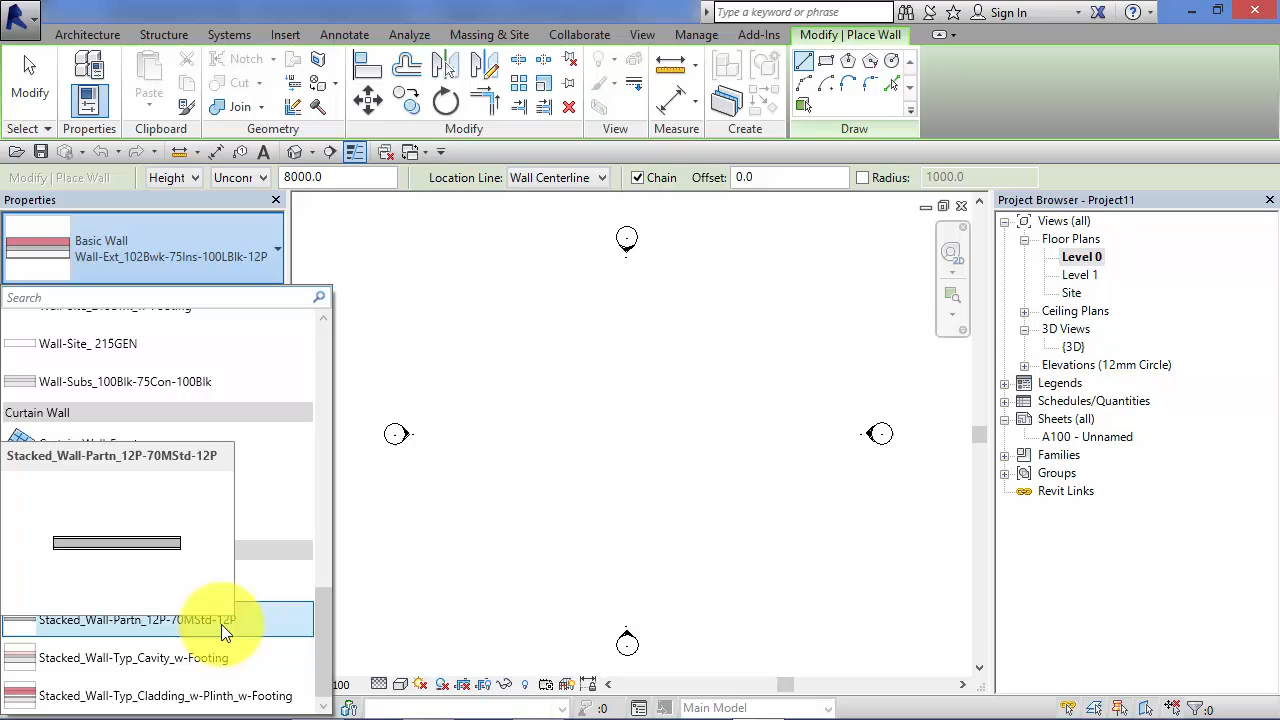 Type a keyword or phrase
Sign In
Architecture
Structure
Systems
Insert
Annotate
Analyze
Massing & Site
Collaborate
View
Manage
Add-Ins
Modify | Place Wall
Modify
Paste
Notch
Cut
Join
Select
Properties
Clipboard
Geometry
Modify
View
Measure
Create
Draw
Modify | Place Wall
Height
Unconr
8000.0
Location Line:
Wall Centerline
Chain
Offset:
0.0
Radius:
1000.0
Properties
Basic Wall
Wall-Ext_102Bwk-75Ins-100LBlk-12P
Search
Wall-Site_ 215GEN
Wall-Subs_100Blk-75Con-100Blk
Curtain Wall
Stacked_Wall-Partn_12P-70MStd-12P
Stacked_Wall-Partn_12P-70MStd-12P
Stacked_Wall-Typ_Cavity_w-Footing
Stacked_Wall-Typ_Cladding_w-Plinth_w-Footing
2D
Project Browser - Project11
Views (all)
Floor Plans
Level 0
Level 1
Site
Ceiling Plans
3D Views
{3D}
Elevations (12mm Circle)
Legends
Schedules/Quantities
Sheets (all)
A100 - Unnamed
Families
Groups
Revit Links
100
:0
Main Model
:0